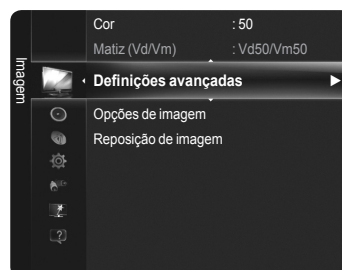 Imagem
Cor : 50
Matiz (Vd/Vm) : Vd50/Vm50
Definições avançadas
Opções de imagem
Reposição de imagem